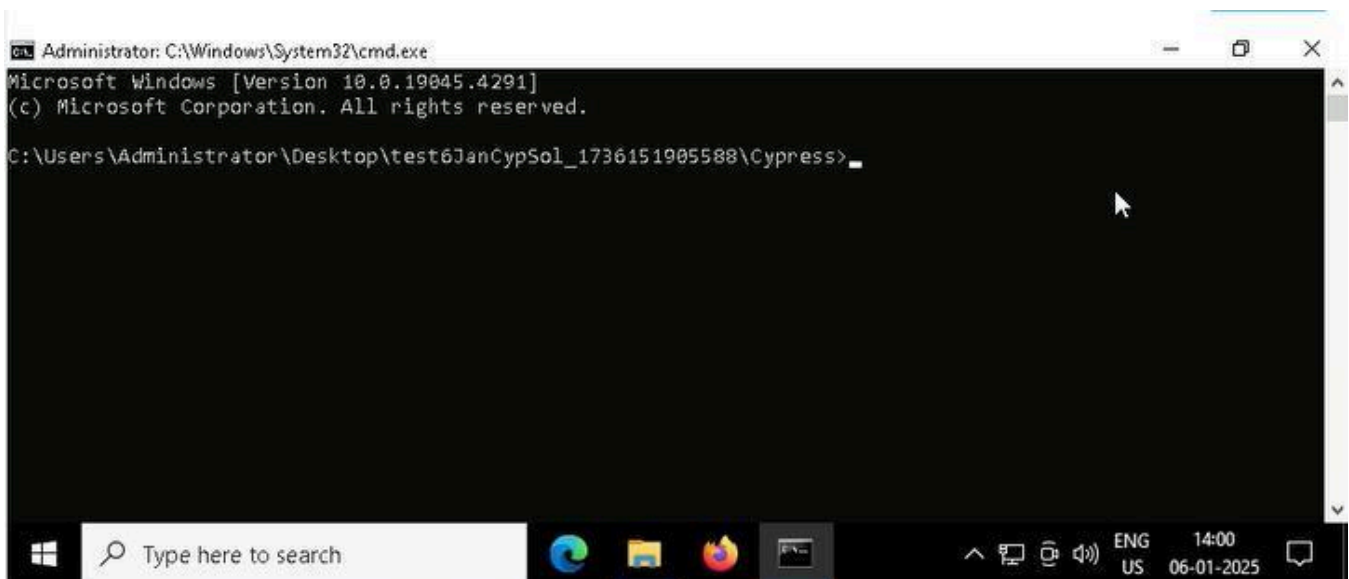 Administrator: C:\Windows\System32\cmd.exe
Microsoft Windows [Version 10.0.19045.4291]
(c) Microsoft Corporation. All rights reserved.
C:\Users\Administrator\Desktop\test6JanCypSol_1736151905588\Cypress>
Type here to search
ENG
US
14:00
06-01-2025